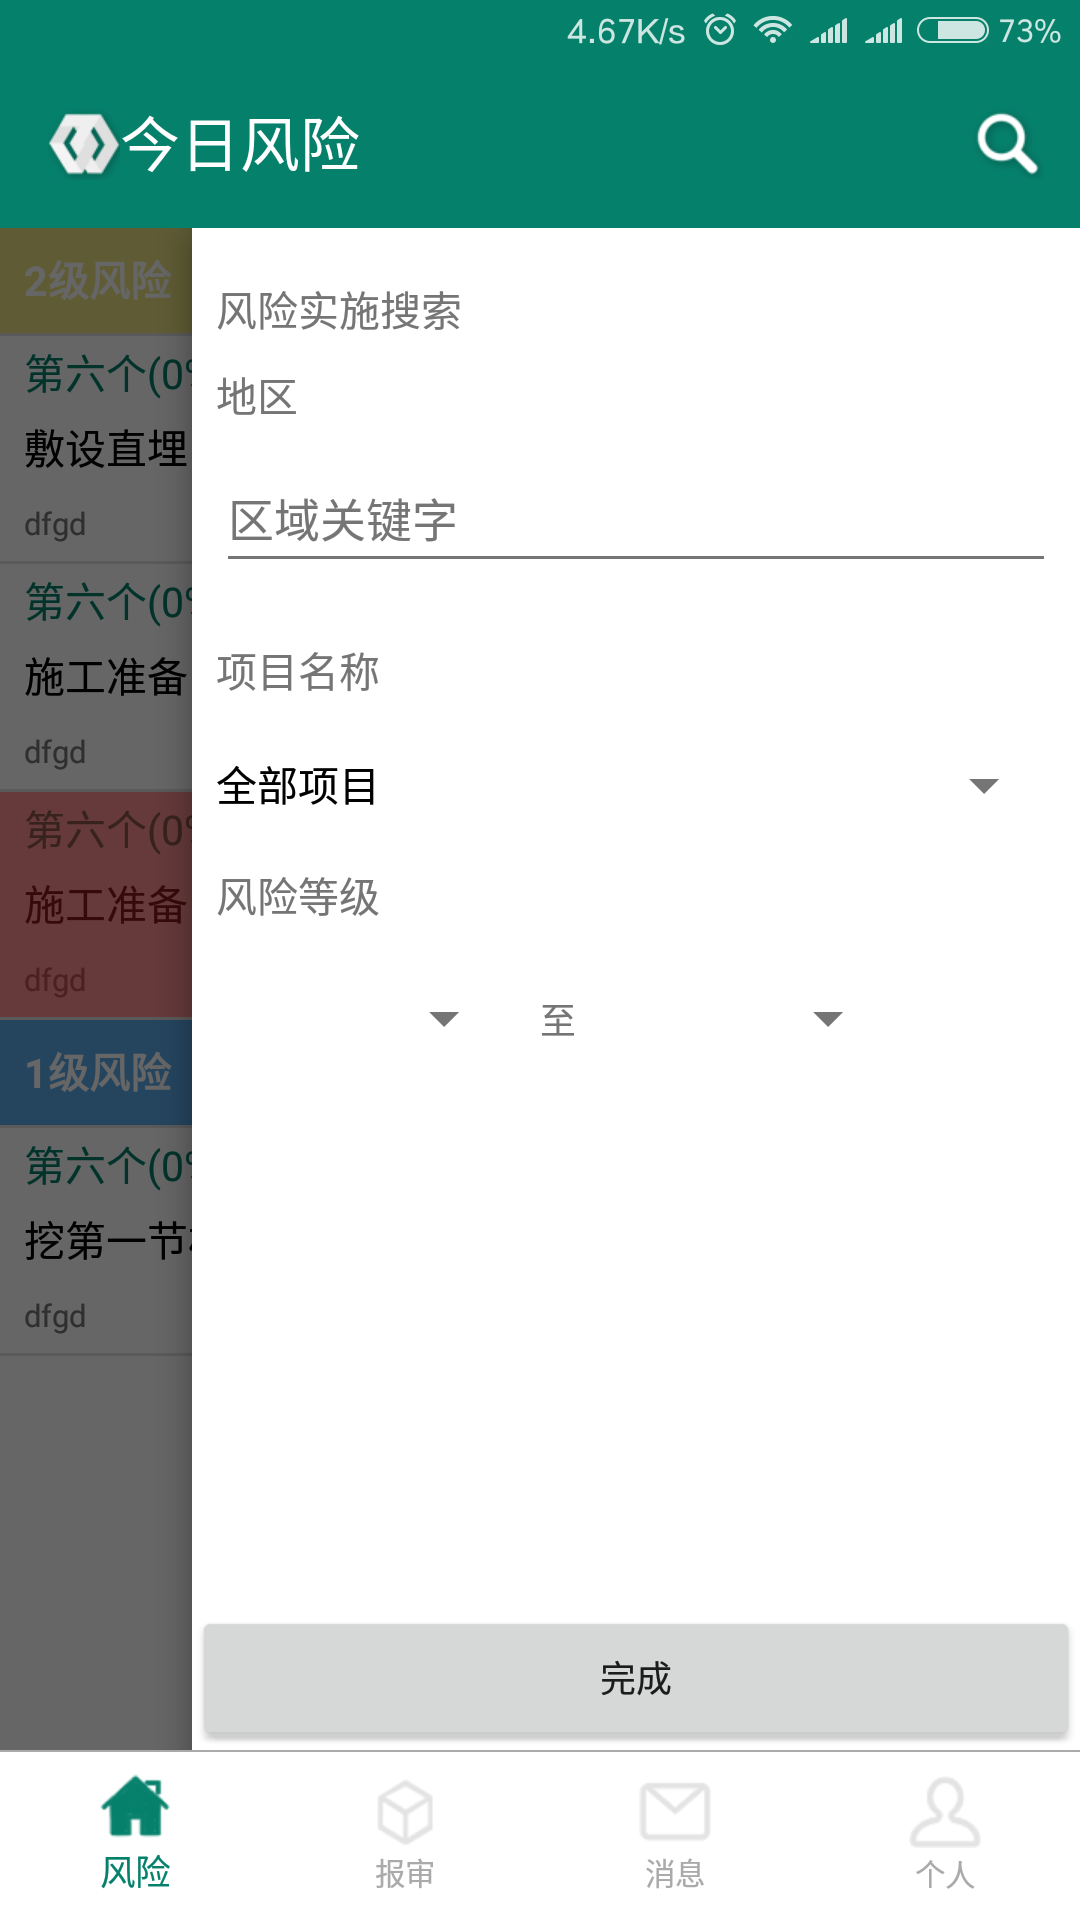 4.67K/s 73%
今日风险
2级风险
第六个(0%
敷设直埋
dfgd
第六个(0%
施工准备
dfgd
第六个(0%
施工准备
dfgd
1级风险
第六个(0%
挖第一节
dfgd
风险实施搜索
地区
区域关键字
项目名称
全部项目
风险等级
至
完成
风险
报审
消息
个人